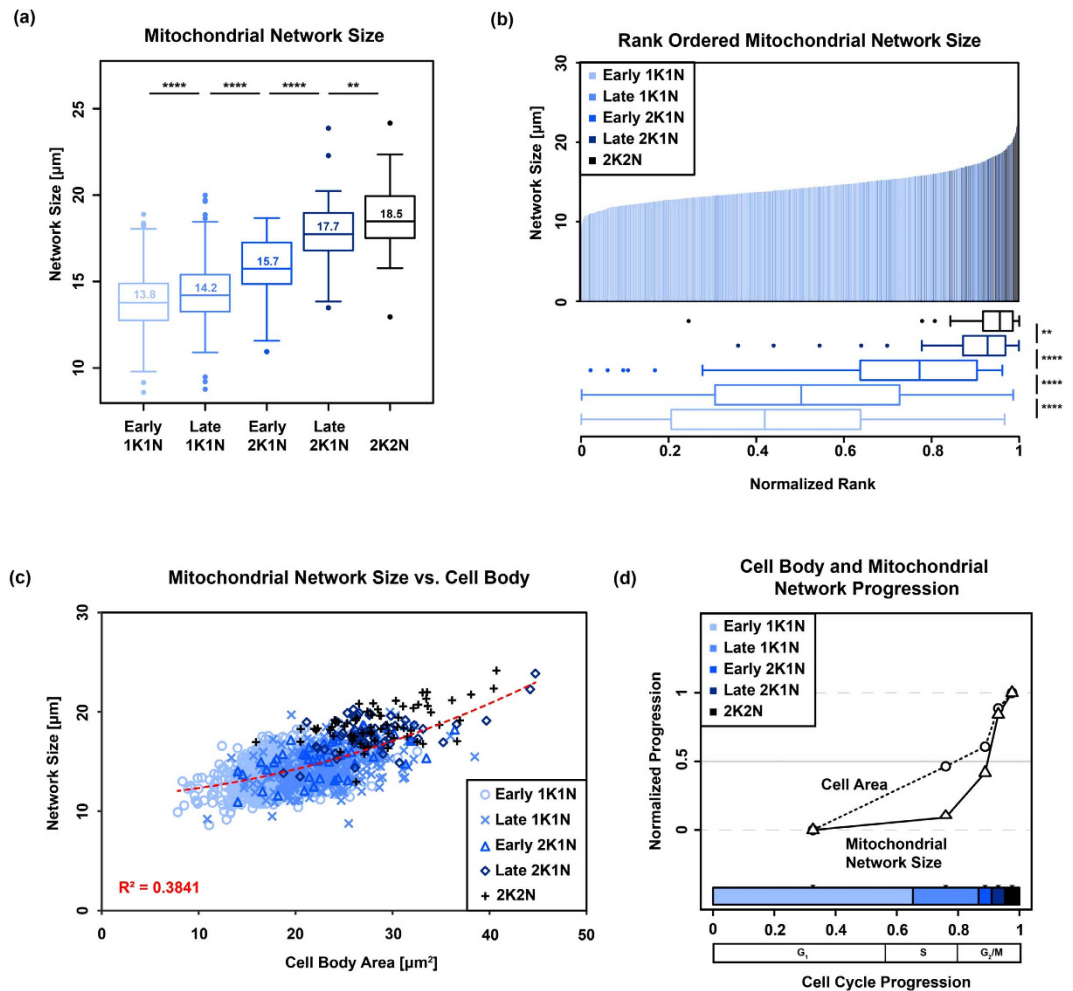 (a)
Mitochondrial Network Size
Network Size [µm]
25
20
15
10
****
****
****
**
13.8
14.2
15.7
17.7
18.5
Early 1K1N
Late 1K1N
Early 2K1N
Late 2K1N
2K2N
(b)
Rank Ordered Mitochondrial Network Size
Network Size [µm]
30
20
10
0
Early 1K1N
Late 1K1N
Early 2K1N
Late 2K1N
2K2N
**
****
****
****
0
0.2
0.4
0.6
0.8
1
Normalized Rank
(c)
Mitochondrial Network Size vs. Cell Body
Network Size [µm]
30
20
10
0
R² = 0.3841
Early 1K1N
Late 1K1N
Early 2K1N
Late 2K1N
2K2N
0
10
20
30
40
50
Cell Body Area [µm²]
(d)
Cell Body and Mitochondrial
Network Progression
Early 1K1N
Late 1K1N
Early 2K1N
Late 2K1N
2K2N
Normalized Progression
1
0.5
0
Cell Area
Mitochondrial
Network Size
0
0.2
0.4
0.6
0.8
1
G₁
S
G₂/M
Cell Cycle Progression